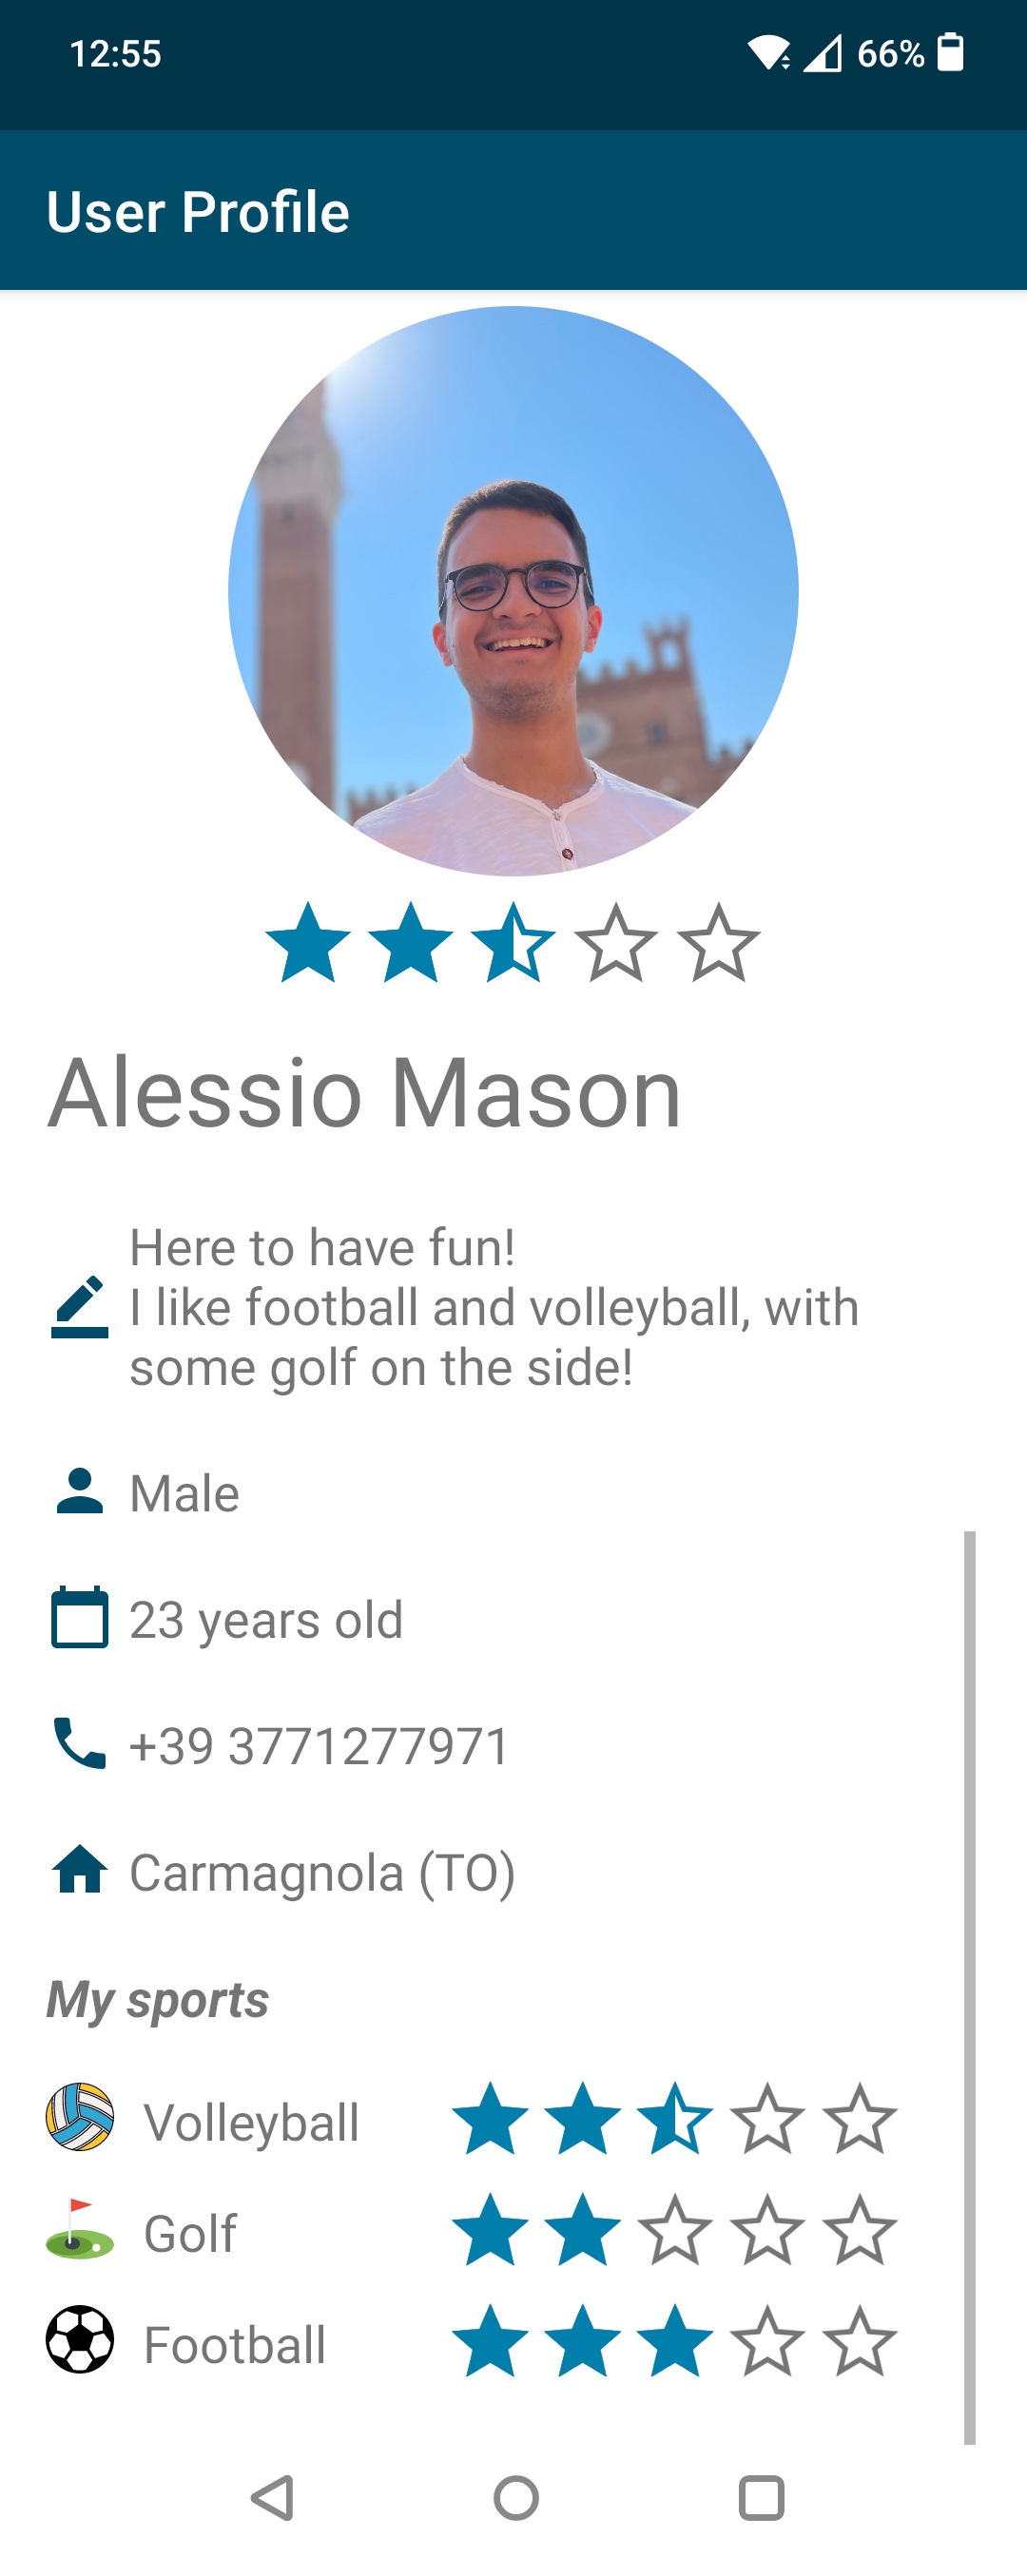 12:55
66%
User Profile
Alessio Mason
Here to have fun!
I like football and volleyball, with
some golf on the side!
Male
23 years old
+39 3771277971
Carmagnola (TO)
My sports
Volleyball
Golf
Football